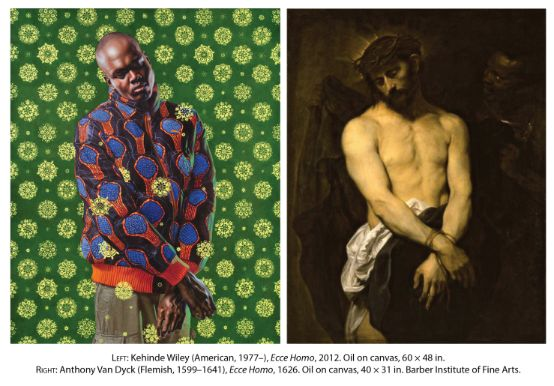 Left: Kehinde Wiley (American, 1977–), Ecce Homo, 2012. Oil on canvas, 60 × 48 in.
Right: Anthony Van Dyck (Flemish, 1599–1641), Ecce Homo, 1626. Oil on canvas, 40 × 31 in. Barber Institute of Fine Arts.